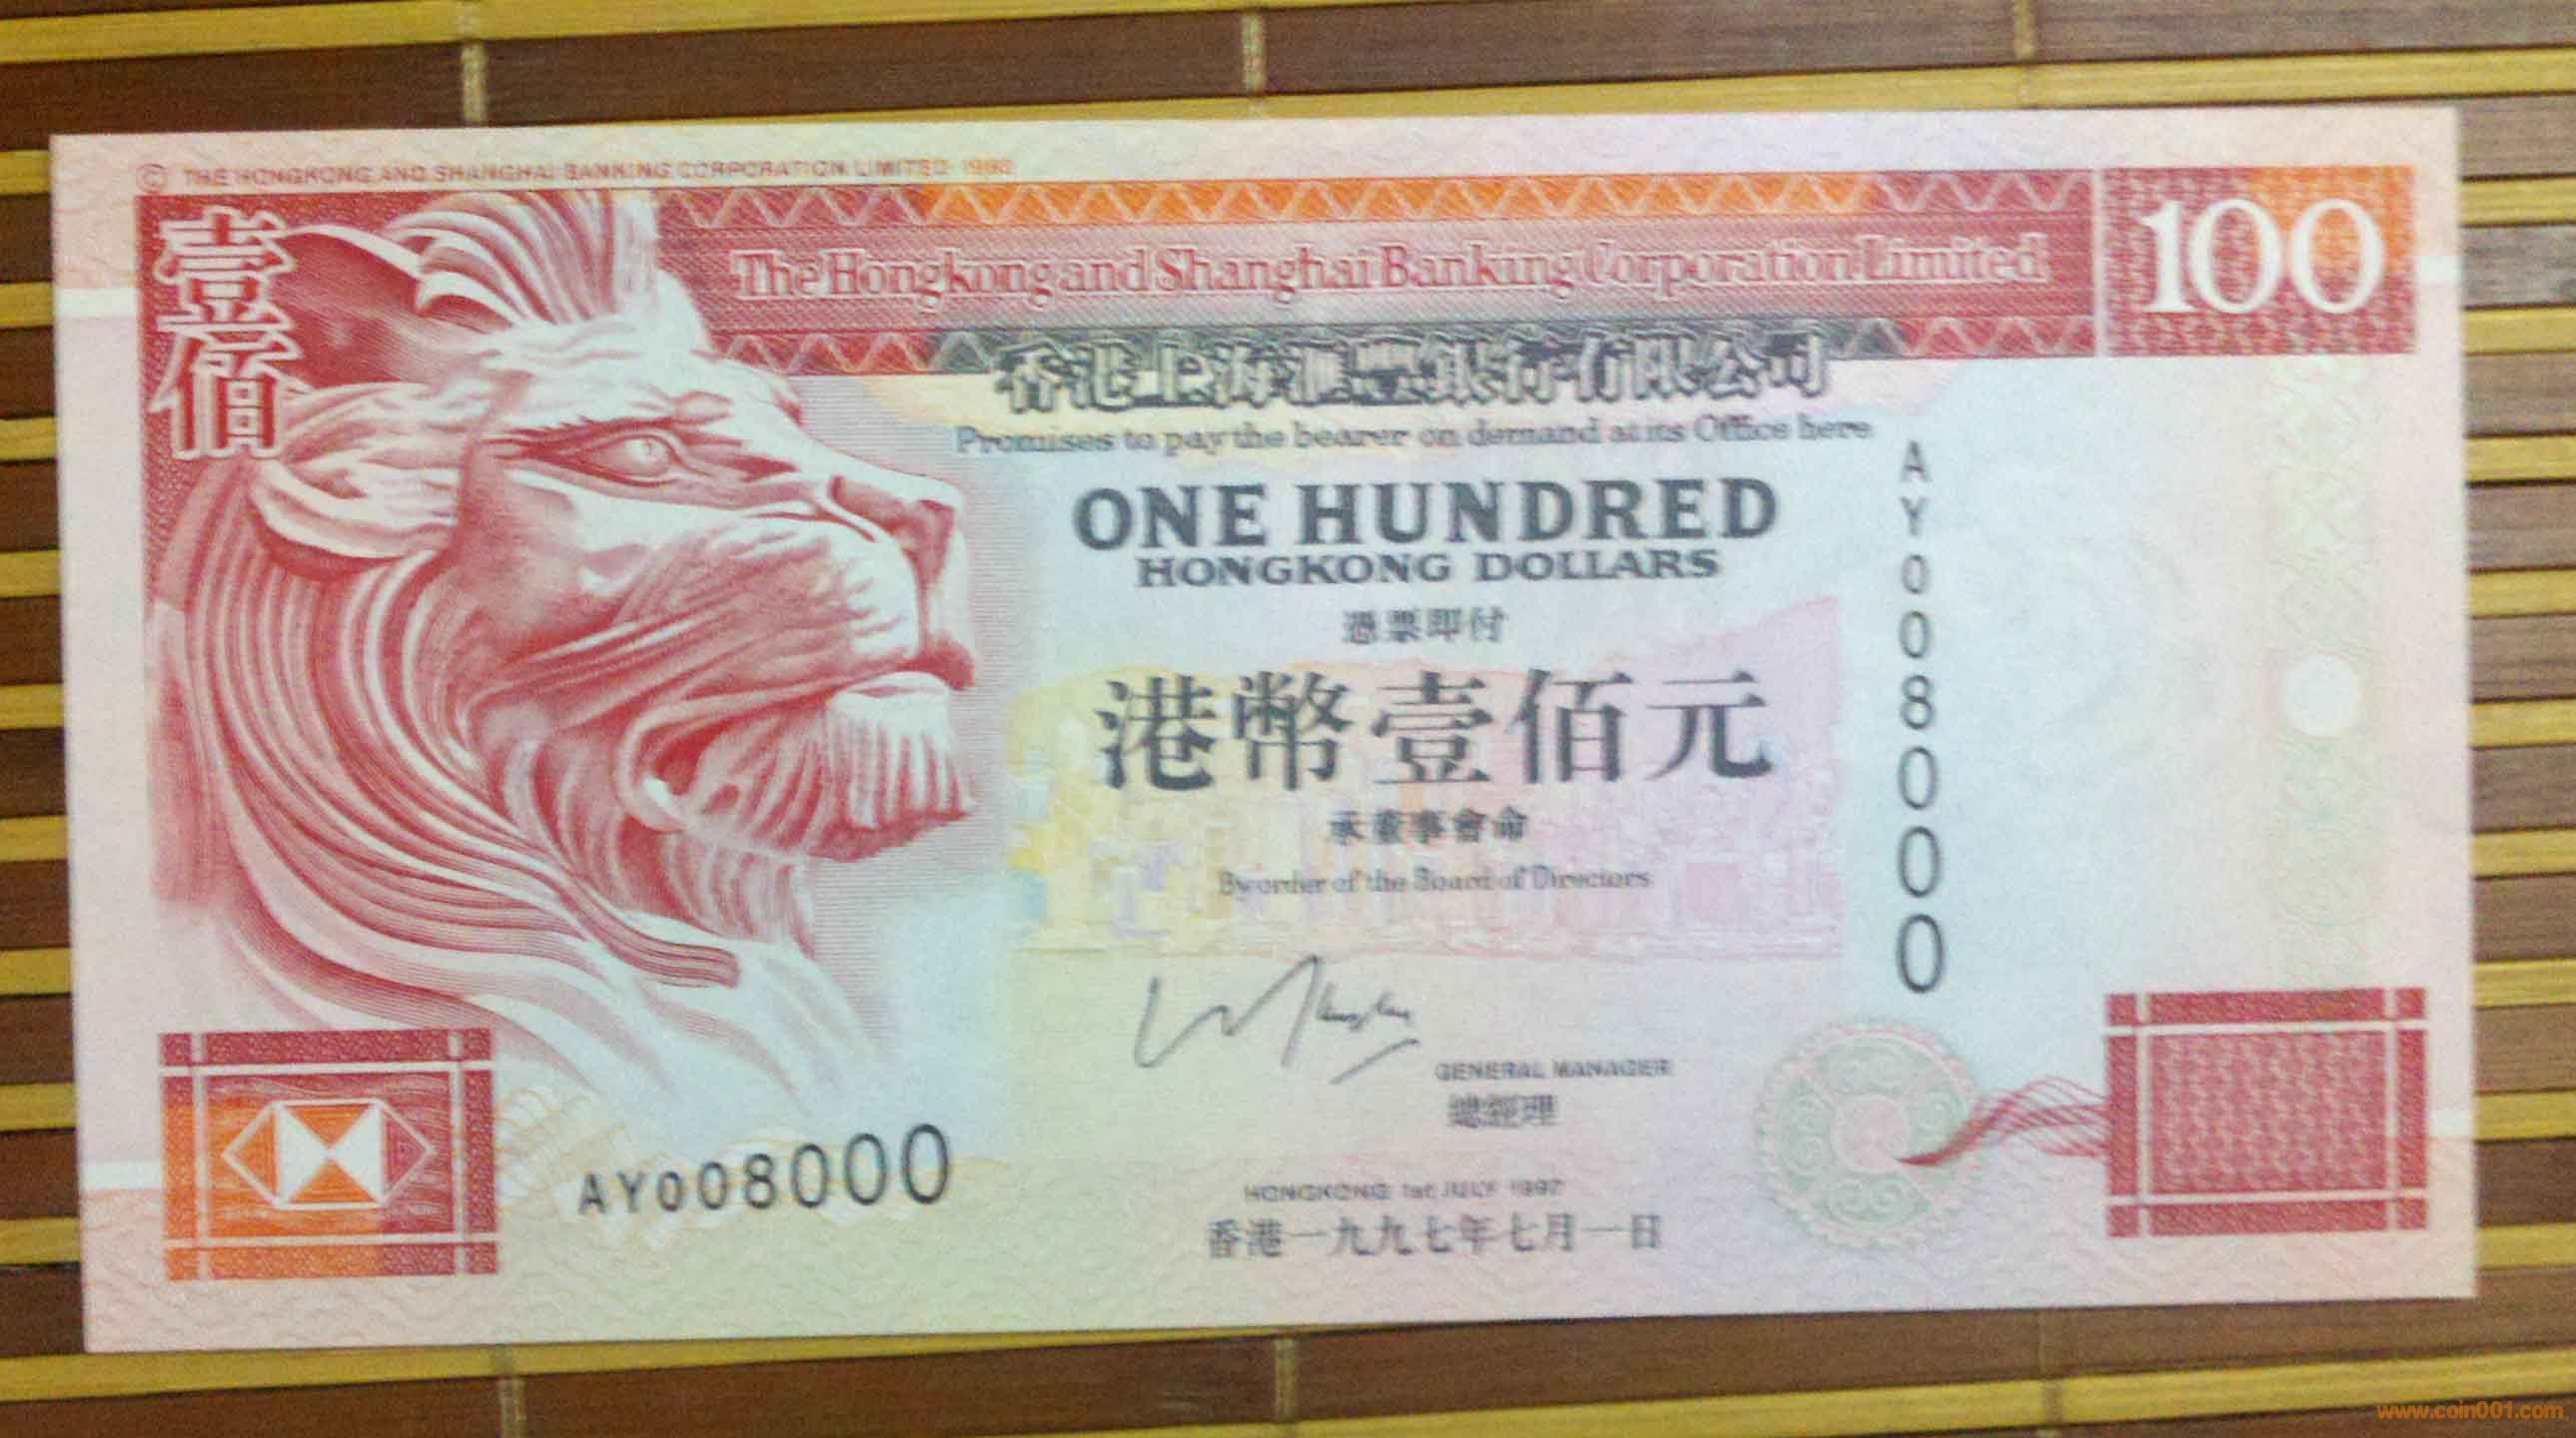 © THE HONGKONG AND SHANGHAI BANKING CORPORATION LIMITED 1992
壹佰
The Hongkong and Shanghai Banking Corporation Limited
100
香港上海滙豐銀行有限公司
Promises to pay the bearer on demand at its Office here
ONE HUNDRED
HONGKONG DOLLARS
憑票即付
港幣壹佰元
承董事會命
By order of the Board of Directors
AY008000
GENERAL MANAGER
總經理
AY008000
HONGKONG 1st JULY 1997
香港一九九七年七月一日
www.coin001.com